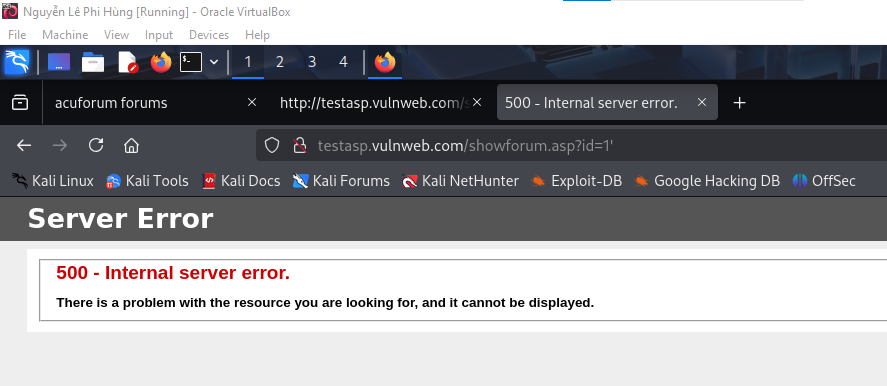 Nguyễn Lê Phi Hùng [Running] - Oracle VirtualBox
File Machine View Input Devices Help
1 2 3 4
acuforum forums
http://testasp.vulnweb.com/s
500 - Internal server error.
testasp.vulnweb.com/showforum.asp?id=1'
Kali Linux Kali Tools Kali Docs Kali Forums Kali NetHunter Exploit-DB Google Hacking DB OffSec
Server Error
500 - Internal server error.
There is a problem with the resource you are looking for, and it cannot be displayed.